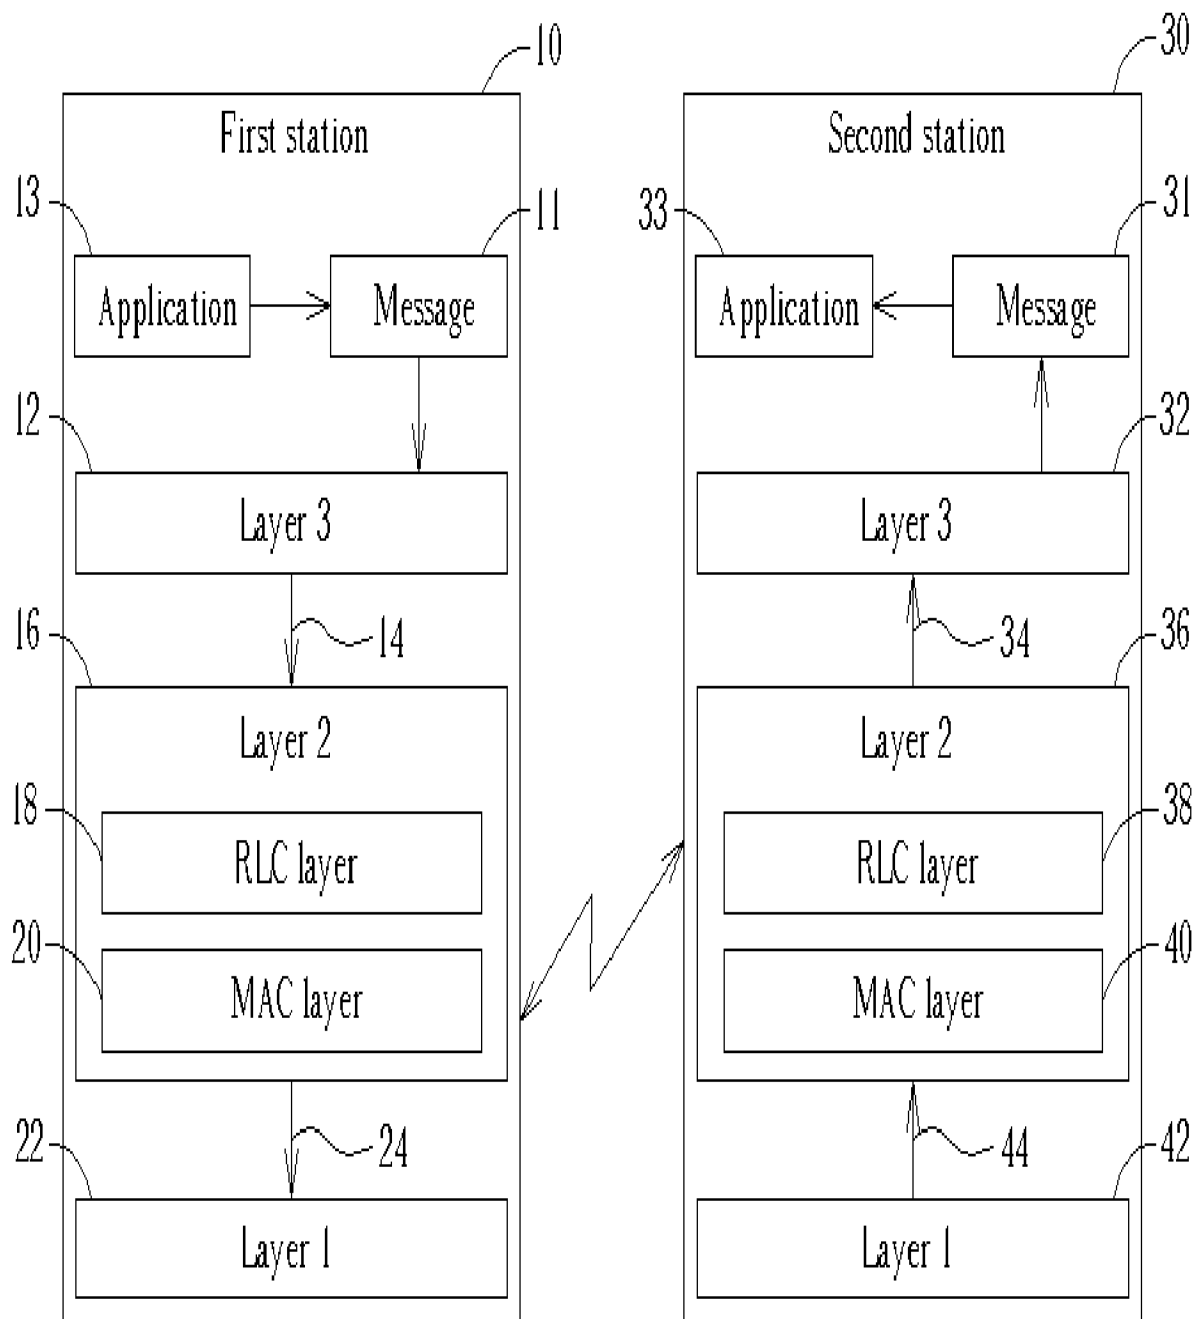 10
First station
13
11
Application
Message
12
Layer 3
14
16
Layer 2
18
RLC layer
20
MAC layer
24
22
Layer 1
30
Second station
33
31
Application
Message
32
Layer 3
34
36
Layer 2
38
RLC layer
40
MAC layer
44
42
Layer 1